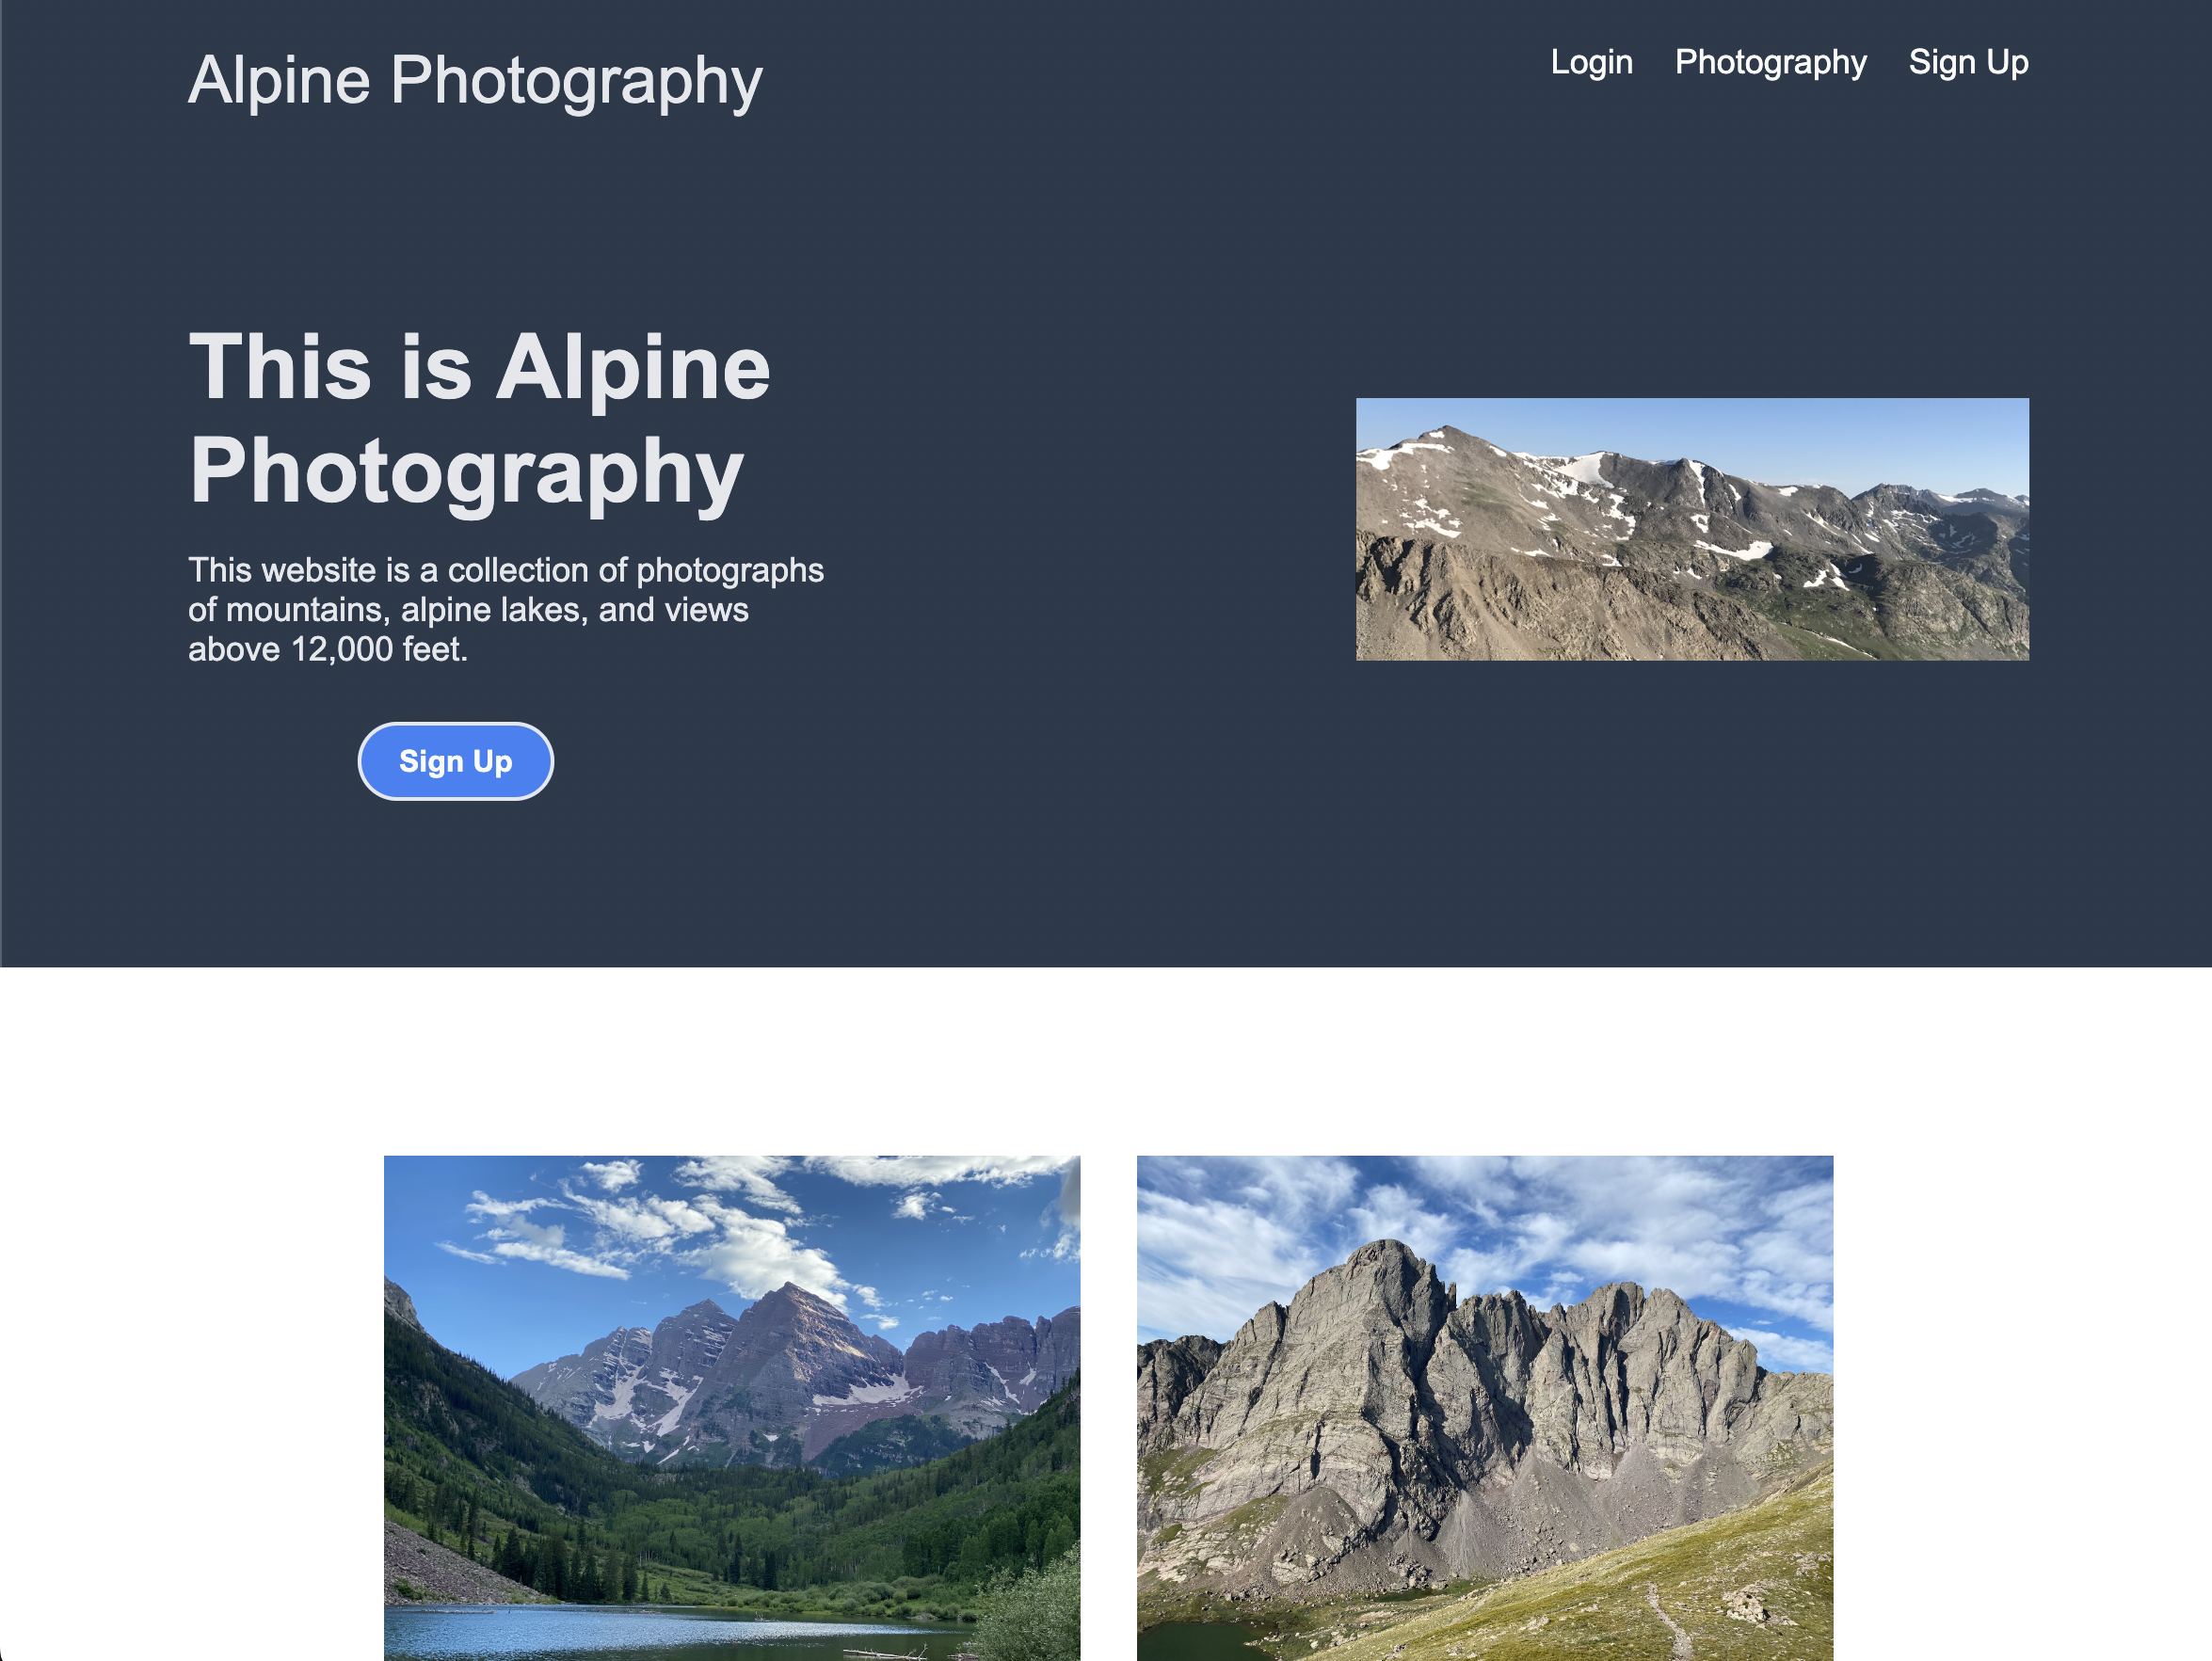 Alpine Photography
Login Photography Sign Up
This is Alpine
Photography
This website is a collection of photographs
of mountains, alpine lakes, and views
above 12,000 feet.
Sign Up